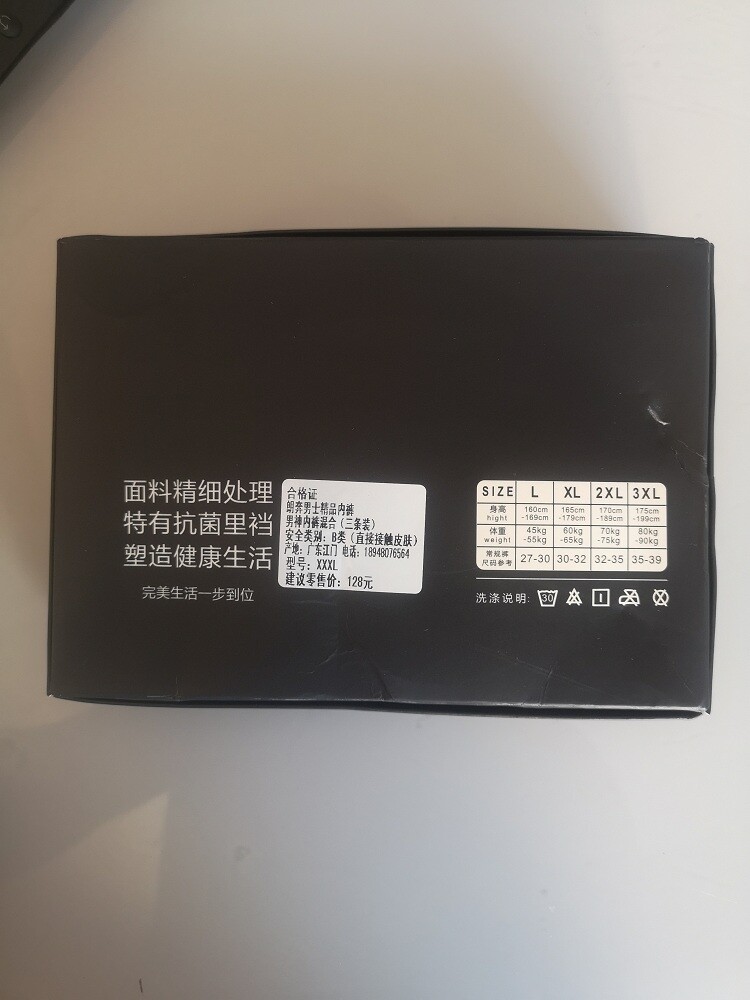 面料精细处理
特有抗菌里裆
塑造健康生活
完美生活一步到位
合格证
朗奔男士精品内裤
男神内裤混合（三条装）
安全类别：B类（直接接触皮肤）
产地：广东江门 电话：18948076564
型号：XXXL
建议零售价：128元
SIZE L XL 2XL 3XL
身高 hight 160cm -169cm 165cm -179cm 170cm -189cm 175cm -199cm
体重 weight 45kg -55kg 60kg -65kg 70kg -75kg 80kg -90kg
常规裤 尺码参考 27-30 30-32 32-35 35-39
洗涤说明: 30